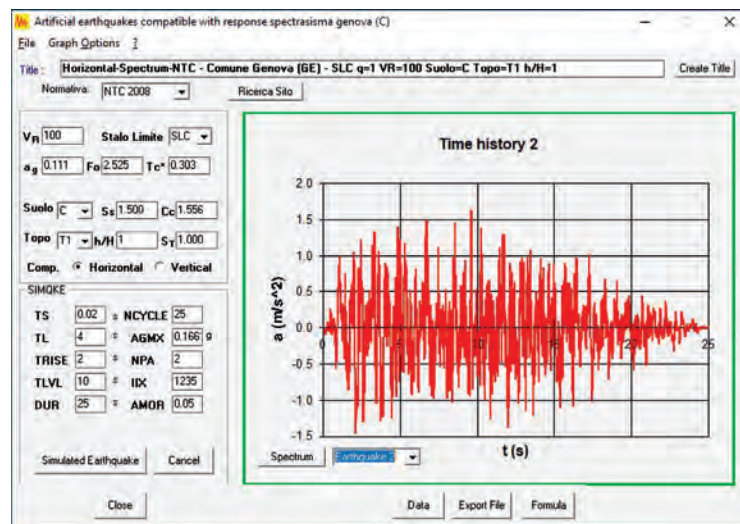 Artificial earthquakes compatible with response spectrasisma genova (C)
File Graph Options ?
Title : Horizontal-Spectrum-NTC - Comune Genova (GE) - SLC q=1 VR=100 Suolo=C Topo=T1 h/H=1 Create Title
Normativa: NTC 2008 Ricerca Sito
VR 100 Stato Limite SLC
ag 0.111 Fo 2.525 Tc* 0.303
Suolo C Ss 1.500 Cc 1.556
Topo T1 h/H 1 ST 1.000
Comp. Horizontal Vertical
SIMQKE
TS 0.02 s NCYCLE 25
TL 4 s AGMX 0.166 g
TRISE 2 s NPA 2
TLVL 10 s IIX 1235
DUR 25 s AMOR 0.05
Simulated Earthquake Cancel
Close
Time history 2
a (m/s^2)
2.0
1.5
1.0
0.5
0.0
-0.5
-1.0
-1.5
0 5 10 15 20 25
t (s)
Spectrum Earthquake 2
Data Export File Formula